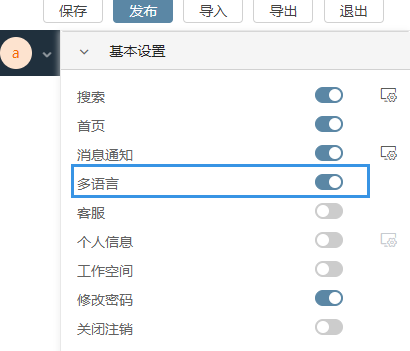 保存 发布 导入 导出 退出
a 基本设置
搜索
首页
消息通知
多语言
客服
个人信息
工作空间
修改密码
关闭注销